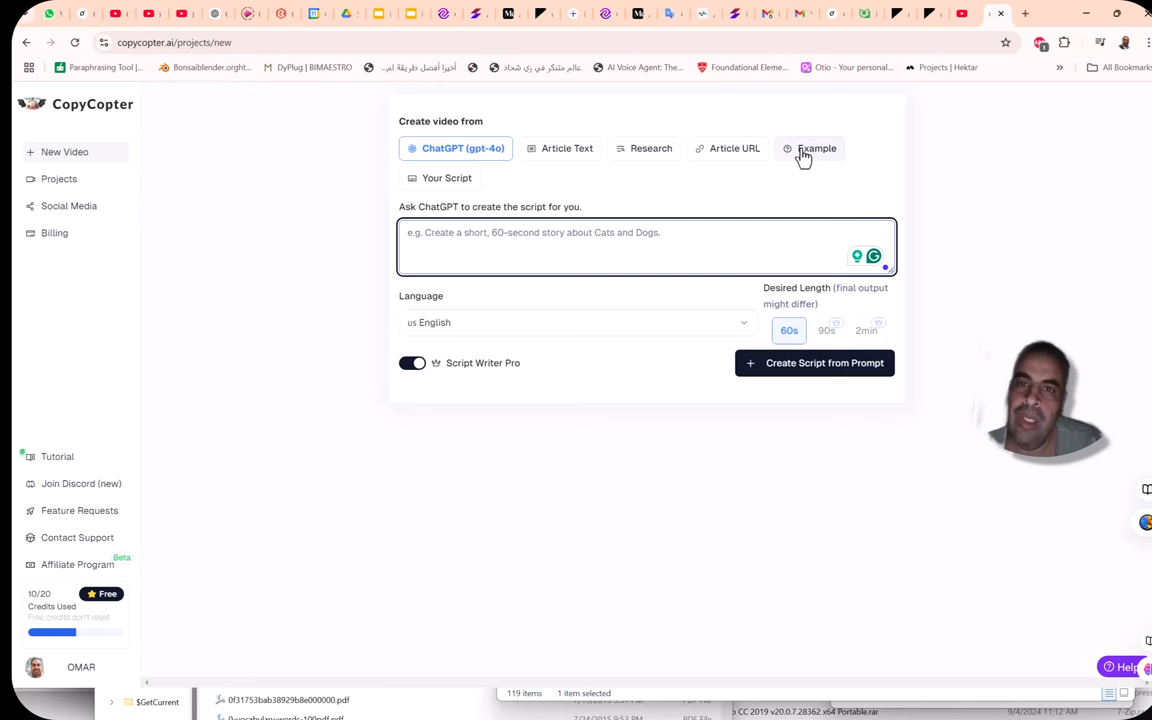 copycopter.ai/projects/new
Paraphrasing Tool |...
Bonsaiblender.orght...
DyPlug | BIMAESTRO
أخيرا أفضل طريقة لم...
عالم متنكر في زي شحاذ
AI Voice Agent: The...
Foundational Eleme...
Otio - Your personal...
Projects | Hektar
»
All Bookmarks
CopyCopter
New Video
Projects
Social Media
Billing
Create video from
ChatGPT (gpt-4o)
Article Text
Research
Article URL
Example
Your Script
Ask ChatGPT to create the script for you.
e.g. Create a short, 60-second story about Cats and Dogs.
Language
us English
Desired Length (final output
might differ)
60s
90s
2min
Script Writer Pro
Create Script from Prompt
Tutorial
Join Discord (new)
Feature Requests
Contact Support
Beta
Affiliate Program
10/20
Free
Credits Used
Free credits don't reset
OMAR
Help
$GetCurrent
0f31753bab38929b8e000000.pdf
119 items
1 item selected
CC 2019 v20.0.7.28362 x64 Portable.rar
9/4/2024 11:12 AM